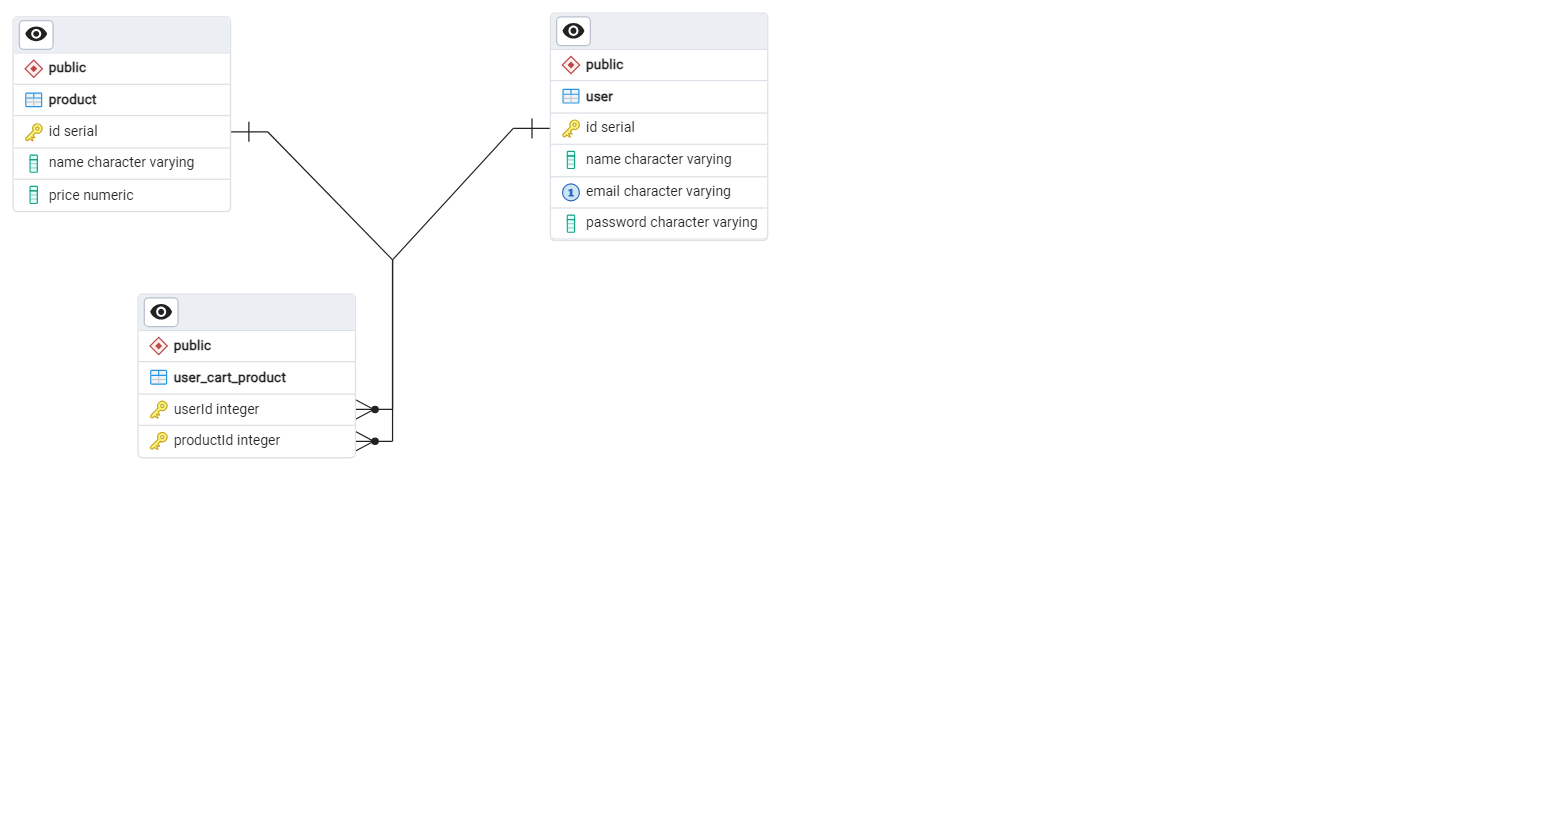 public
product
id serial
name character varying
price numeric
public
user
id serial
name character varying
1
email character varying
password character varying
public
user_cart_product
userId integer
productId integer